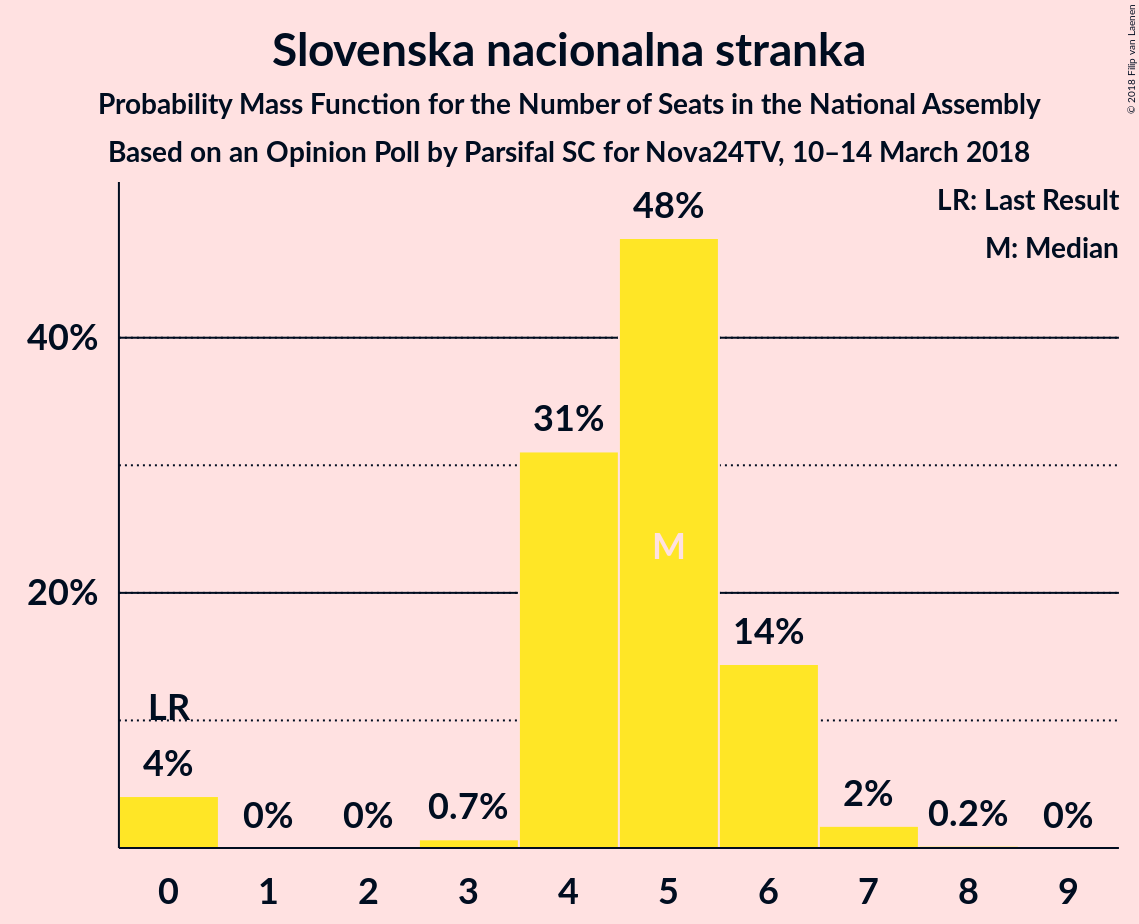 Slovenska nacionalna stranka
Probability Mass Function for the Number of Seats in the National Assembly
Based on an Opinion Poll by Parsifal SC for Nova24TV, 10–14 March 2018
© 2018 Filip van Laenen
LR: Last Result
M: Median
48%
40%
31%
M
20%
14%
LR
4%
0%
0%
0.7%
2%
0.2%
0%
0 1 2 3 4 5 6 7 8 9